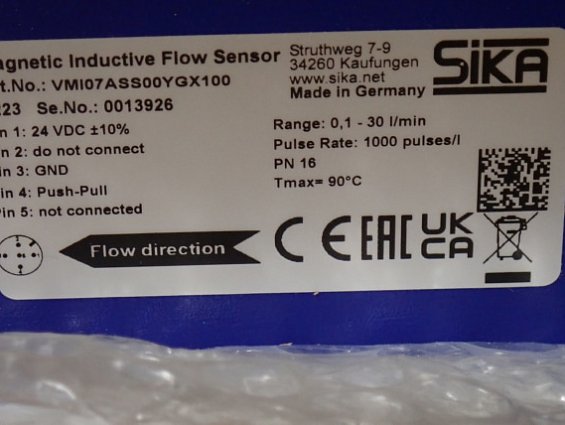 agnetic Inductive Flow Sensor
t.No.: VMI07ASS00YGX100
23 Se.No.: 0013926
in 1: 24 VDC ±10%
in 2: do not connect
in 3: GND
in 4: Push-Pull
Pin 5: not connected
Struthweg 7-9
34260 Kaufungen
www.sika.net
Made in Germany
SiKA
Range: 0,1 - 30 l/min
Pulse Rate: 1000 pulses/l
PN 16
Tmax= 90°C
Flow direction
CE EAC UK
CA